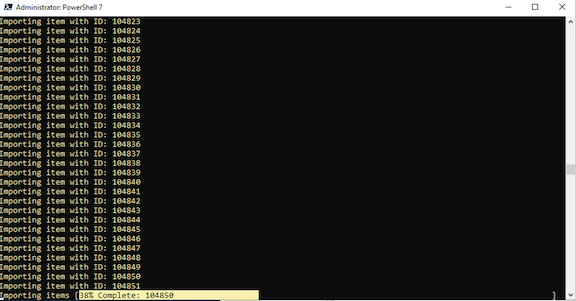 Administrator: PowerShell 7
Importing item with ID: 104823
Importing item with ID: 104824
Importing item with ID: 104825
Importing item with ID: 104826
Importing item with ID: 104827
Importing item with ID: 104828
Importing item with ID: 104829
Importing item with ID: 104830
Importing item with ID: 104831
Importing item with ID: 104832
Importing item with ID: 104833
Importing item with ID: 104834
Importing item with ID: 104835
Importing item with ID: 104836
Importing item with ID: 104837
Importing item with ID: 104838
Importing item with ID: 104839
Importing item with ID: 104840
Importing item with ID: 104841
Importing item with ID: 104842
Importing item with ID: 104843
Importing item with ID: 104844
Importing item with ID: 104845
Importing item with ID: 104846
Importing item with ID: 104847
Importing item with ID: 104848
Importing item with ID: 104849
Importing item with ID: 104850
Importing item with ID: 104851
Importing items [38% Complete: 104850 ]